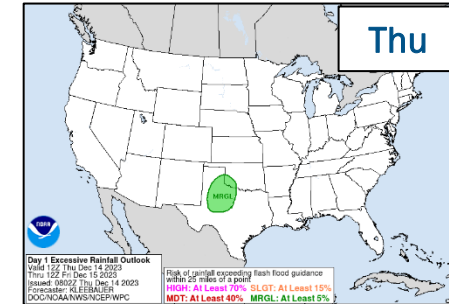 Thu
MRGL
NOAA
Day 1 Excessive Rainfall Outlook
Valid 12Z Thu Dec 14 2023
Thru 12Z Fri Dec 15 2023
Issued: 0802Z Thu Dec 14 2023
Forecaster: KLEEBAUER
DOC/NOAA/NWS/NCEP/WPC
Risk of rainfall exceeding flash flood guidance
within 25 miles of a point
HIGH: At Least 70% SLGT: At Least 15%
MDT: At Least 40% MRGL: At Least 5%